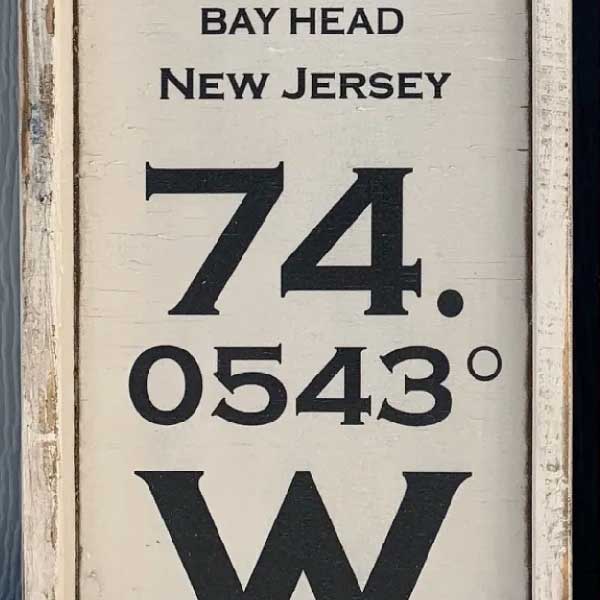 BAY HEAD
NEW JERSEY
74.
0543°
W